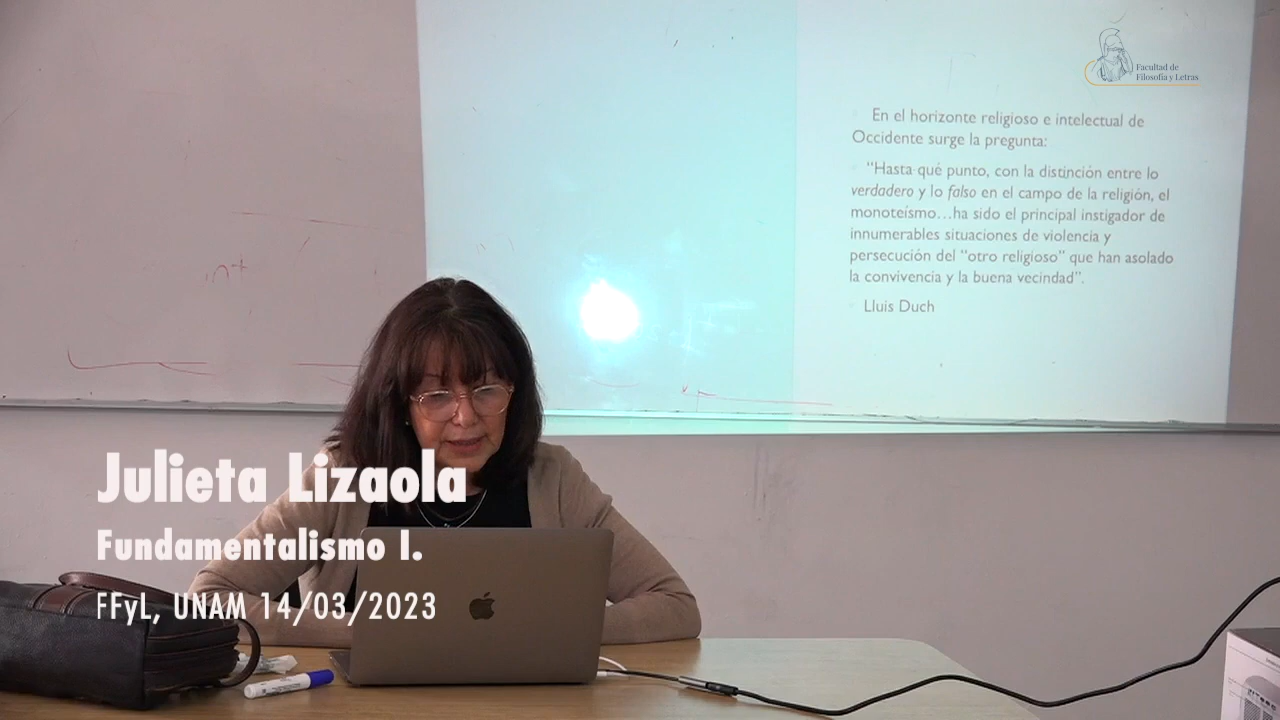 Facultad de
Filosofía y Letras
En el horizonte religioso e intelectual de
Occidente surge la pregunta:
“Hasta qué punto, con la distinción entre lo
verdadero y lo falso en el campo de la religión, el
monoteísmo…ha sido el principal instigador de
innumerables situaciones de violencia y
persecución del “otro religioso” que han asolado
la convivencia y la buena vecindad”.
Lluis Duch
Julieta Lizaola
Fundamentalismo I.
FFyL, UNAM 14/03/2023